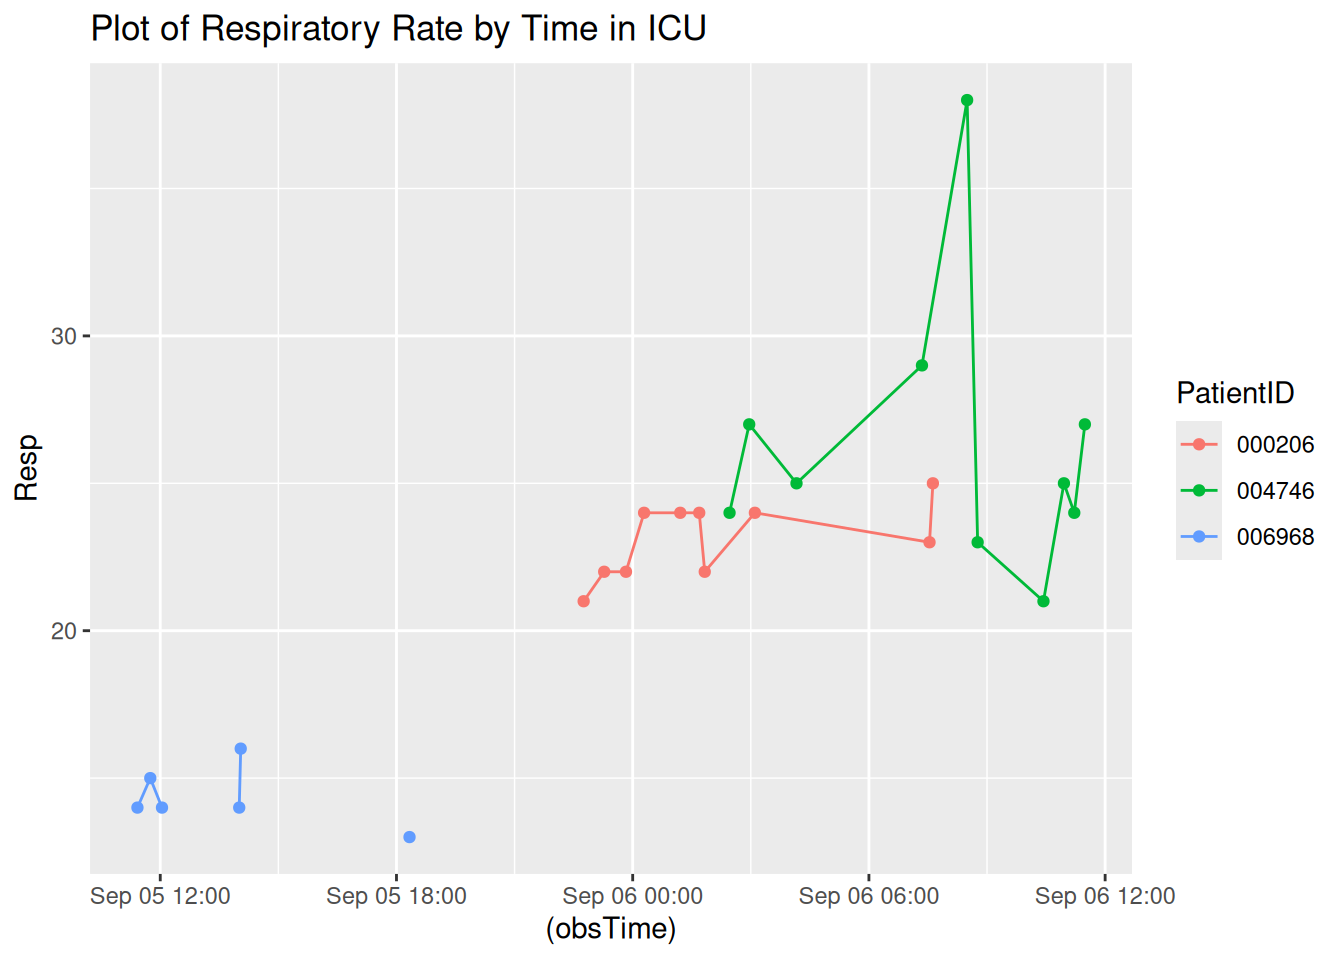 Plot of Respiratory Rate by Time in ICU
Resp
30
20
Sep 05 12:00 Sep 05 18:00 Sep 06 00:00 Sep 06 06:00 Sep 06 12:00
(obsTime)
PatientID
000206
004746
006968